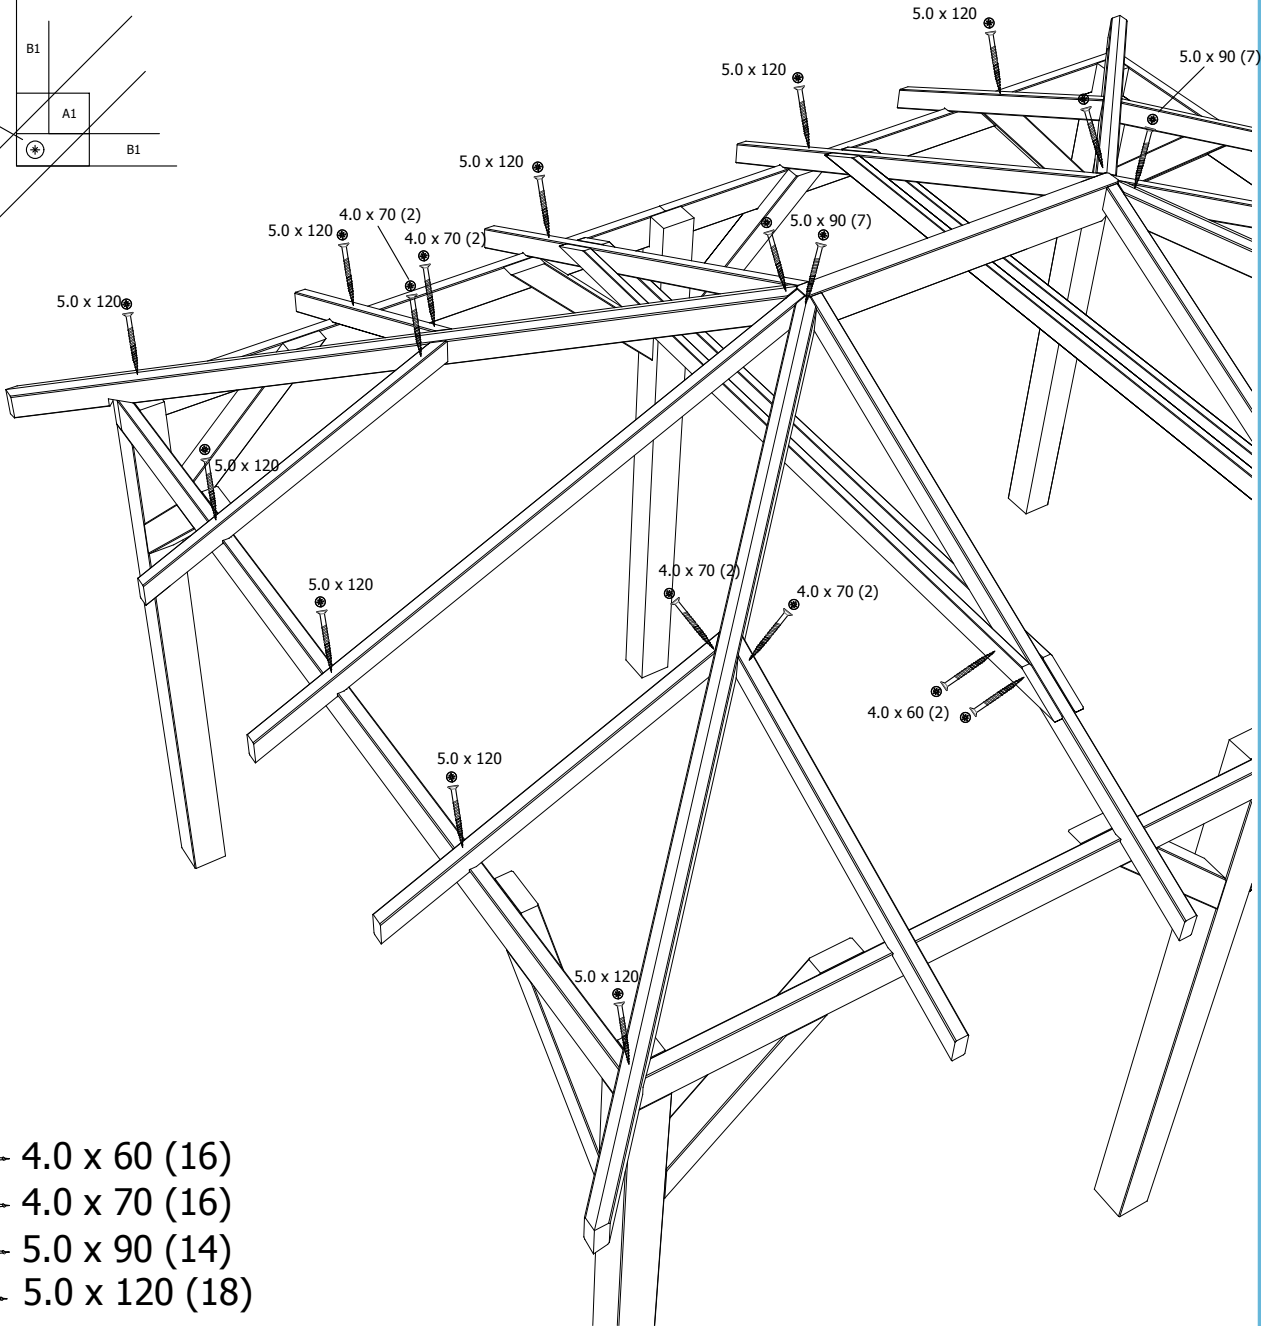 5.0 x 120
B1
5.0 x 90 (7)
5.0 x 120
A1
B1
5.0 x 120
4.0 x 70 (2)
5.0 x 90 (7)
5.0 x 120
4.0 x 70 (2)
5.0 x 120
5.0 x 120
4.0 x 70 (2)
5.0 x 120
4.0 x 70 (2)
4.0 x 60 (2)
5.0 x 120
5.0 x 120
4.0 x 60 (16)
4.0 x 70 (16)
5.0 x 90 (14)
5.0 x 120 (18)